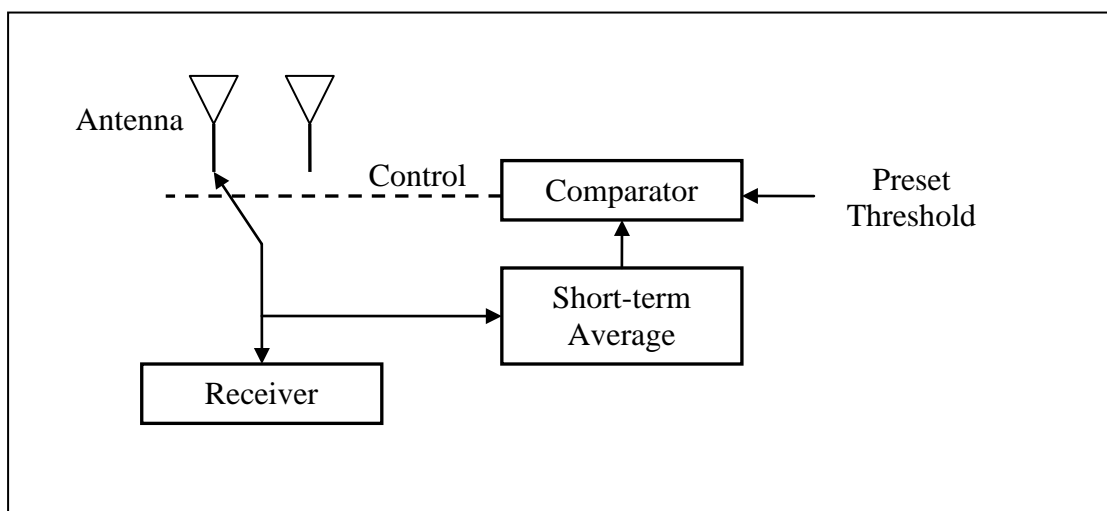 Antenna
Control
Comparator
Preset
Threshold
Short-term
Average
Receiver